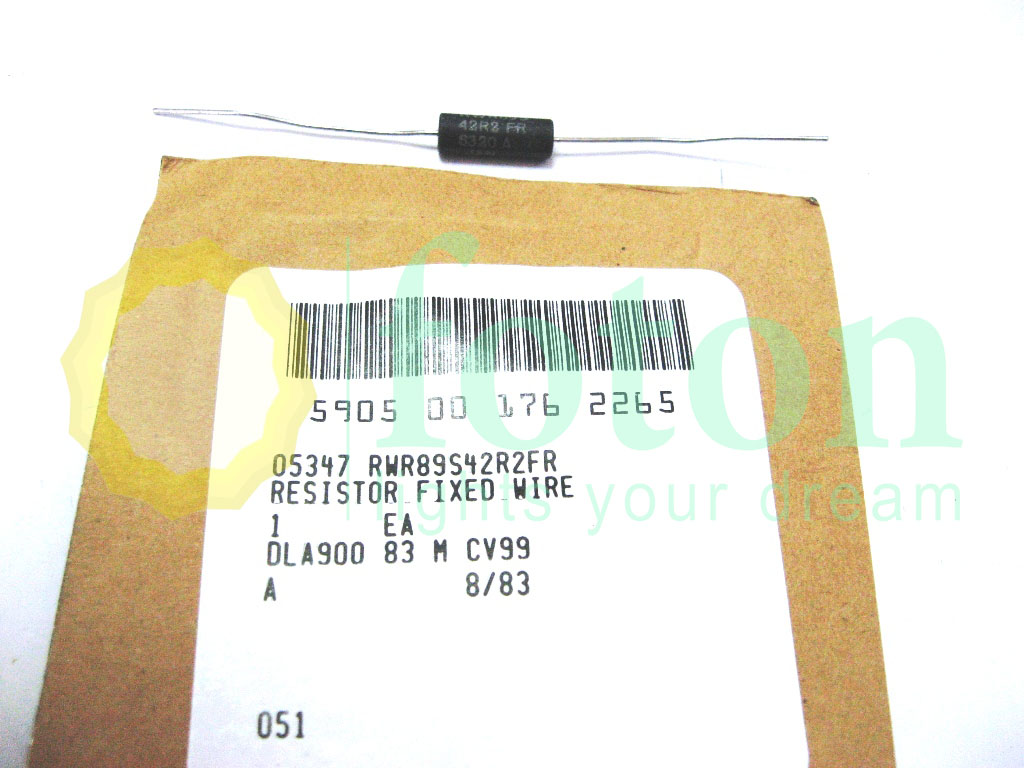 42R2 FR
8320 A
foton
lights your dream
5905 00 176 2265
05347 RWR89S42R2FR
RESISTOR FIXED WIRE
1 EA
DLA900 83 M CV99
A 8/83
051